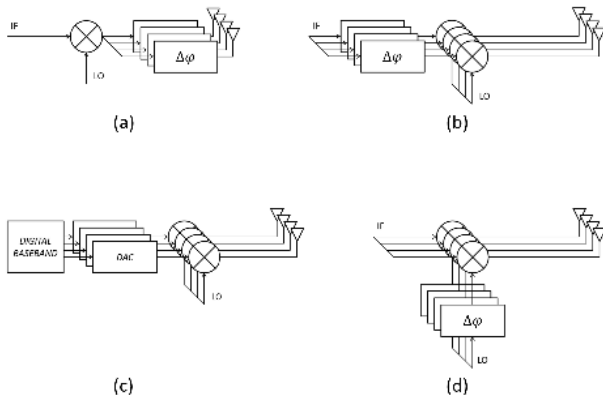 IF
Δφ
LO
(a)
IF
Δφ
LO
(b)
DIGITAL
BASEBAND
DAC
LO
(c)
IF
Δφ
LO
(d)